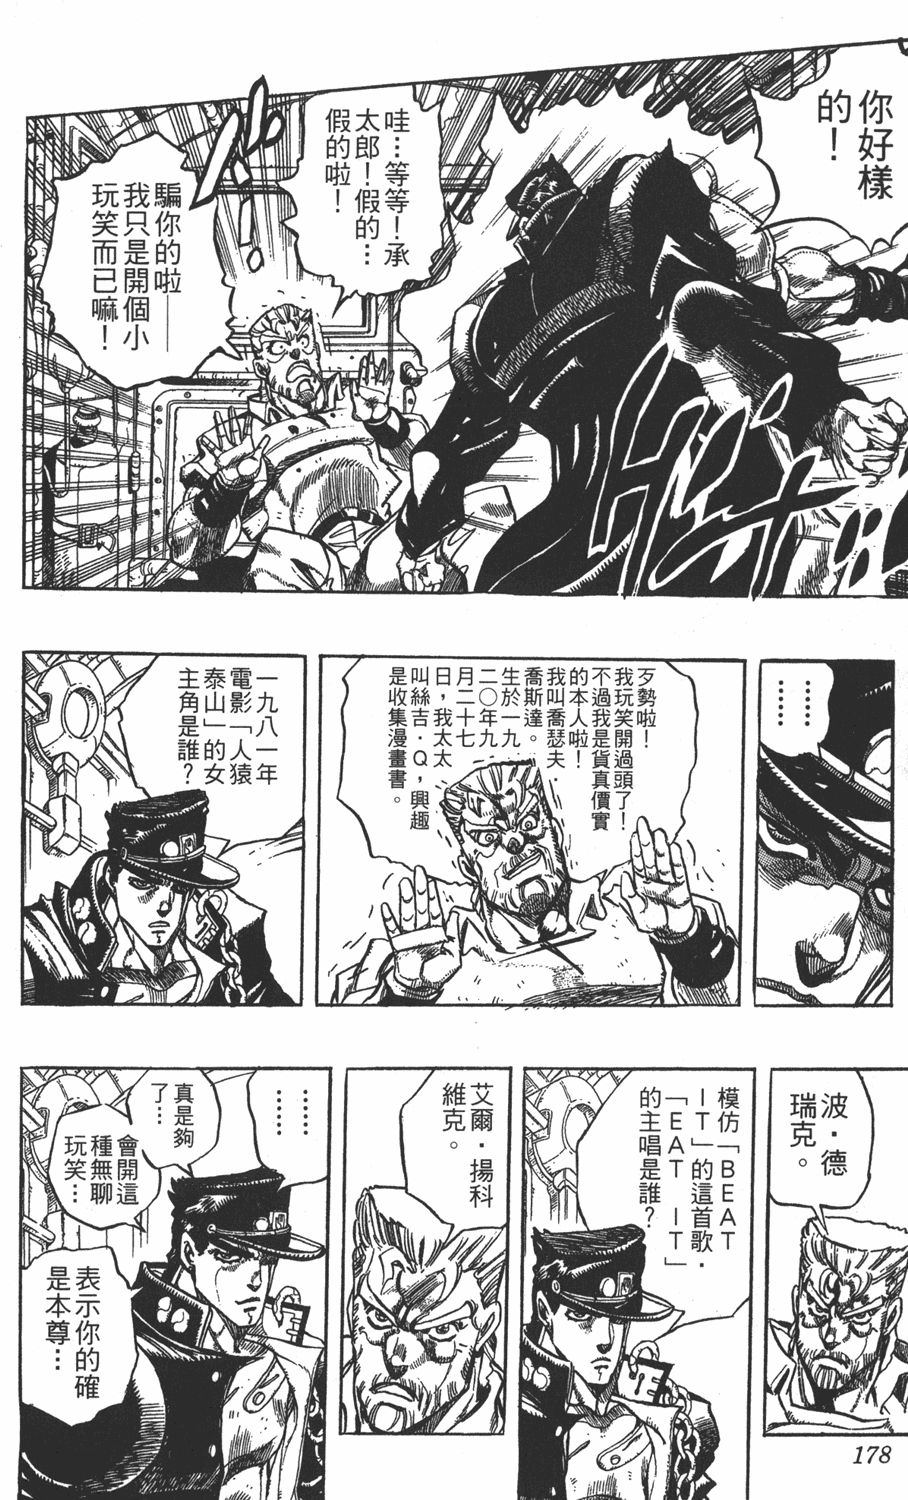 你好樣
的！
哇…等等！承
太郎！假的…
假的啦！
騙你的啦——
我只是開個小
玩笑而已嘛！
……
……
歹勢啦！
我玩笑開過頭了！
不過我是貨真價實
的本人啦！
我叫喬瑟夫·
喬斯達。
生於一九
二〇年九
月二十七
日，我太太
叫絲吉·Q，興趣
是收集漫畫書。
一九八一年
電影「人猿
泰山」的女
主角是誰？
波·德
瑞克。
模仿「BEAT
IT」的這首歌·
「EAT IT」
的主唱是誰？
艾爾·揚科
維克。
……
……
真是夠
了…
會開這
種無聊
玩笑…
表示你的確
是本尊…
178